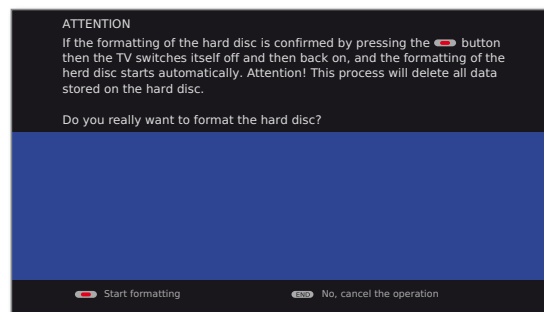 ATTENTION
If the formatting of the hard disc is confirmed by pressing the button
then the TV switches itself off and then back on, and the formatting of the
herd disc starts automatically. Attention! This process will delete all data
stored on the hard disc.
Do you really want to format the hard disc?
Start formatting
END No, cancel the operation